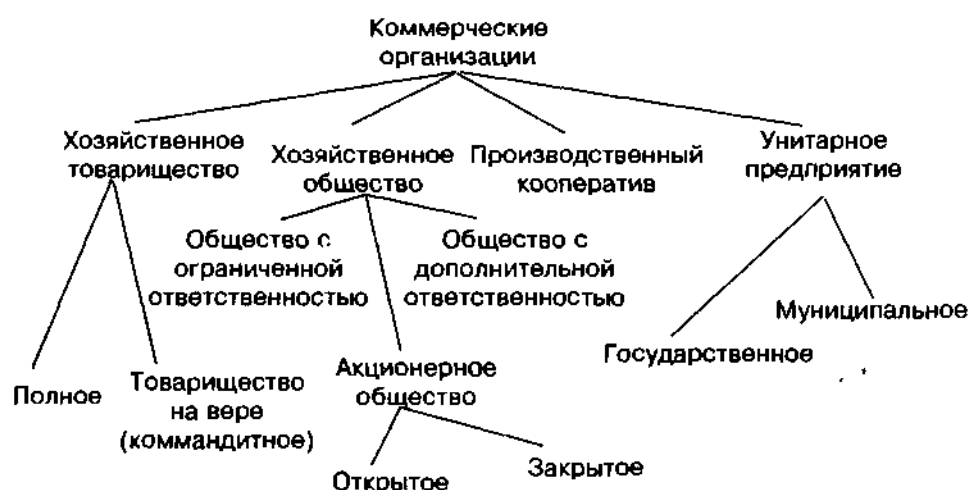 Коммерческие
организации
Хозяйственное
товарищество
Хозяйственное
общество
Производственный
кооператив
Унитарное
предприятие
Общество с
ограниченной
ответственностью
Общество с
дополнительной
ответственностью
Муниципальное
Государственное
Полное
Товарищество
на вере
(коммандитное)
Акционерное
общество
Открытое
Закрытое